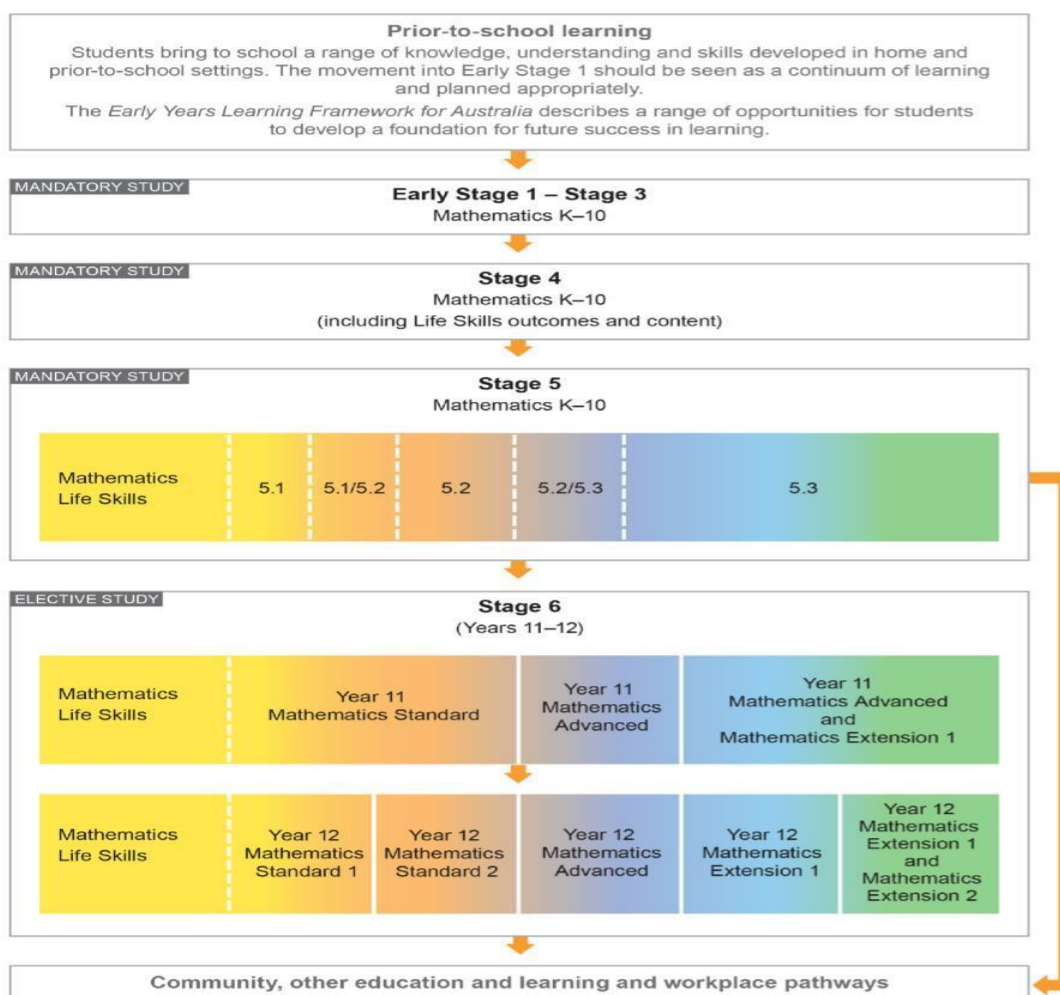 Prior-to-school learning
Students bring to school a range of knowledge, understanding and skills developed in home and
prior-to-school settings. The movement into Early Stage 1 should be seen as a continuum of learning
and planned appropriately.
The Early Years Learning Framework for Australia describes a range of opportunities for students
to develop a foundation for future success in learning.
MANDATORY STUDY
Early Stage 1 – Stage 3
Mathematics K–10
MANDATORY STUDY
Stage 4
Mathematics K–10
(including Life Skills outcomes and content)
MANDATORY STUDY
Stage 5
Mathematics K–10
Mathematics
Life Skills
5.1
5.1/5.2
5.2
5.2/5.3
5.3
ELECTIVE STUDY
Stage 6
(Years 11–12)
Mathematics
Life Skills
Year 11
Mathematics Standard
Year 11
Mathematics
Advanced
Year 11
Mathematics Advanced
and
Mathematics Extension 1
Mathematics
Life Skills
Year 12
Mathematics
Standard 1
Year 12
Mathematics
Standard 2
Year 12
Mathematics
Advanced
Year 12
Mathematics
Extension 1
Year 12
Mathematics
Extension 1
and
Mathematics
Extension 2
Community, other education and learning and workplace pathways